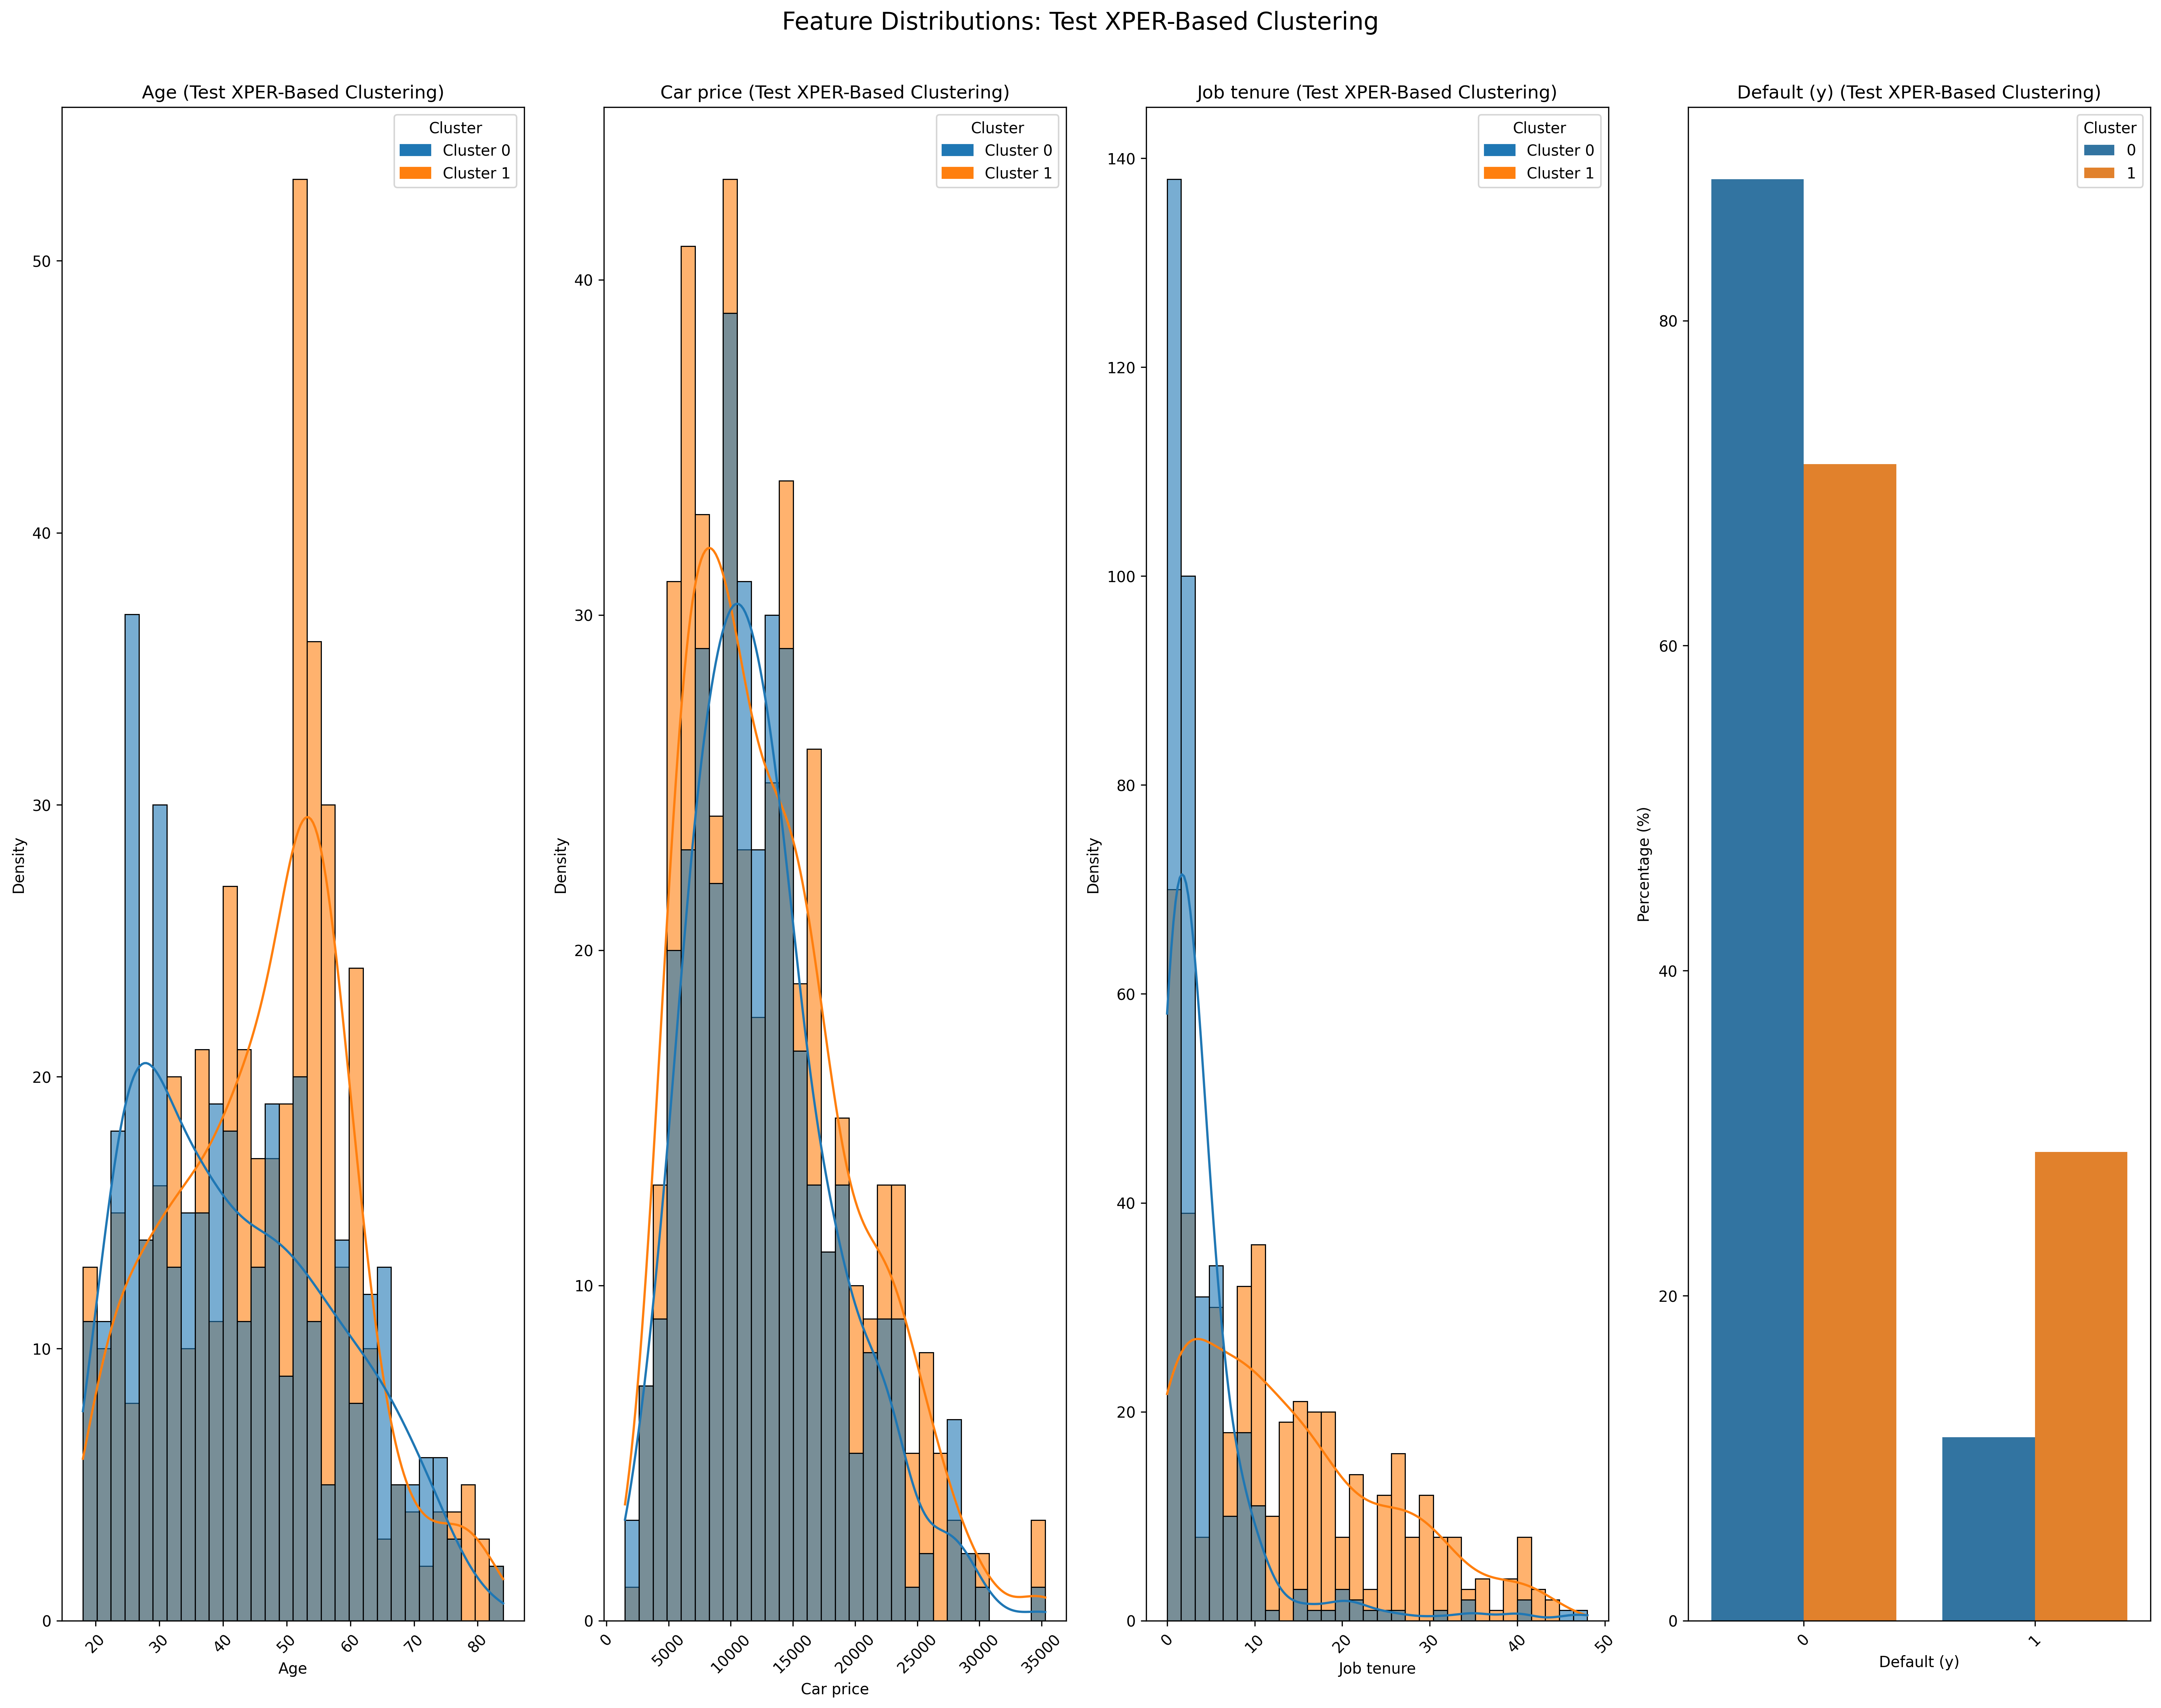 Feature Distributions: Test XPER-Based Clustering
Age (Test XPER-Based Clustering)
Cluster
Cluster 0
Cluster 1
50
40
30
20
10
0
Density
20
30
40
50
60
70
80
Age
Car price (Test XPER-Based Clustering)
Cluster
Cluster 0
Cluster 1
40
30
20
10
0
Density
0
5000
10000
15000
20000
25000
30000
35000
Car price
Job tenure (Test XPER-Based Clustering)
Cluster
Cluster 0
Cluster 1
140
120
100
80
60
40
20
0
Density
0
10
20
30
40
50
Job tenure
Default (y) (Test XPER-Based Clustering)
Cluster
0
1
80
60
40
20
0
Percentage (%)
0
1
Default (y)